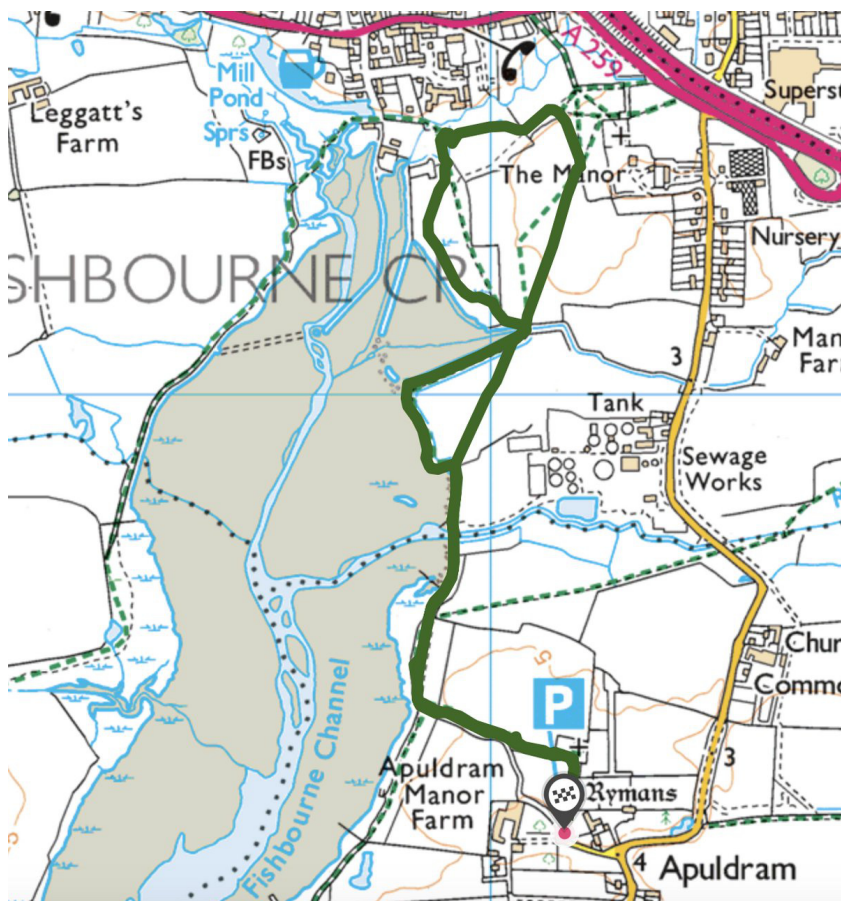 A 259
Mill
Pond
Sprs
FBs
Leggatt's
Farm
Superst
The Manor
Nursery
SHBOURNE CP
3
Man
Farm
Tank
Sewage
Works
5
Chur
Commo
Fishbourne Channel
P
3
Apuldram
Manor
Farm
Rymans
4
Apuldram